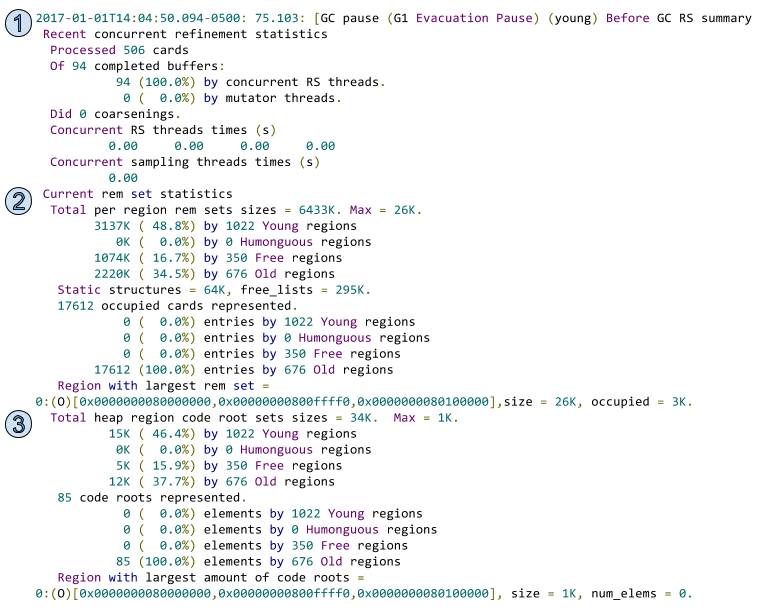 1 2017-01-01T14:04:50.094-0500: 75.103: [GC pause (G1 Evacuation Pause) (young) Before GC RS summary
Recent concurrent refinement statistics
Processed 506 cards
Of 94 completed buffers:
94 (100.0%) by concurrent RS threads.
0 (  0.0%) by mutator threads.
Did 0 coarsenings.
Concurrent RS threads times (s)
0.00     0.00     0.00     0.00
Concurrent sampling threads times (s)
0.00
2 Current rem set statistics
Total per region rem sets sizes = 6433K. Max = 26K.
3137K ( 48.8%) by 1022 Young regions
0K (  0.0%) by 0 Humonguous regions
1074K ( 16.7%) by 350 Free regions
2220K ( 34.5%) by 676 Old regions
Static structures = 64K, free_lists = 295K.
17612 occupied cards represented.
0 (  0.0%) entries by 1022 Young regions
0 (  0.0%) entries by 0 Humonguous regions
0 (  0.0%) entries by 350 Free regions
17612 (100.0%) entries by 676 Old regions
Region with largest rem set =
0:(O)[0x0000000080000000,0x00000000800ffff0,0x0000000080100000],size = 26K, occupied = 3K.
3 Total heap region code root sets sizes = 34K.  Max = 1K.
15K ( 46.4%) by 1022 Young regions
0K (  0.0%) by 0 Humonguous regions
5K ( 15.9%) by 350 Free regions
12K ( 37.7%) by 676 Old regions
85 code roots represented.
0 (  0.0%) elements by 1022 Young regions
0 (  0.0%) elements by 0 Humonguous regions
0 (  0.0%) elements by 350 Free regions
85 (100.0%) elements by 676 Old regions
Region with largest amount of code roots =
0:(O)[0x0000000080000000,0x00000000800ffff0,0x0000000080100000], size = 1K, num_elems = 0.